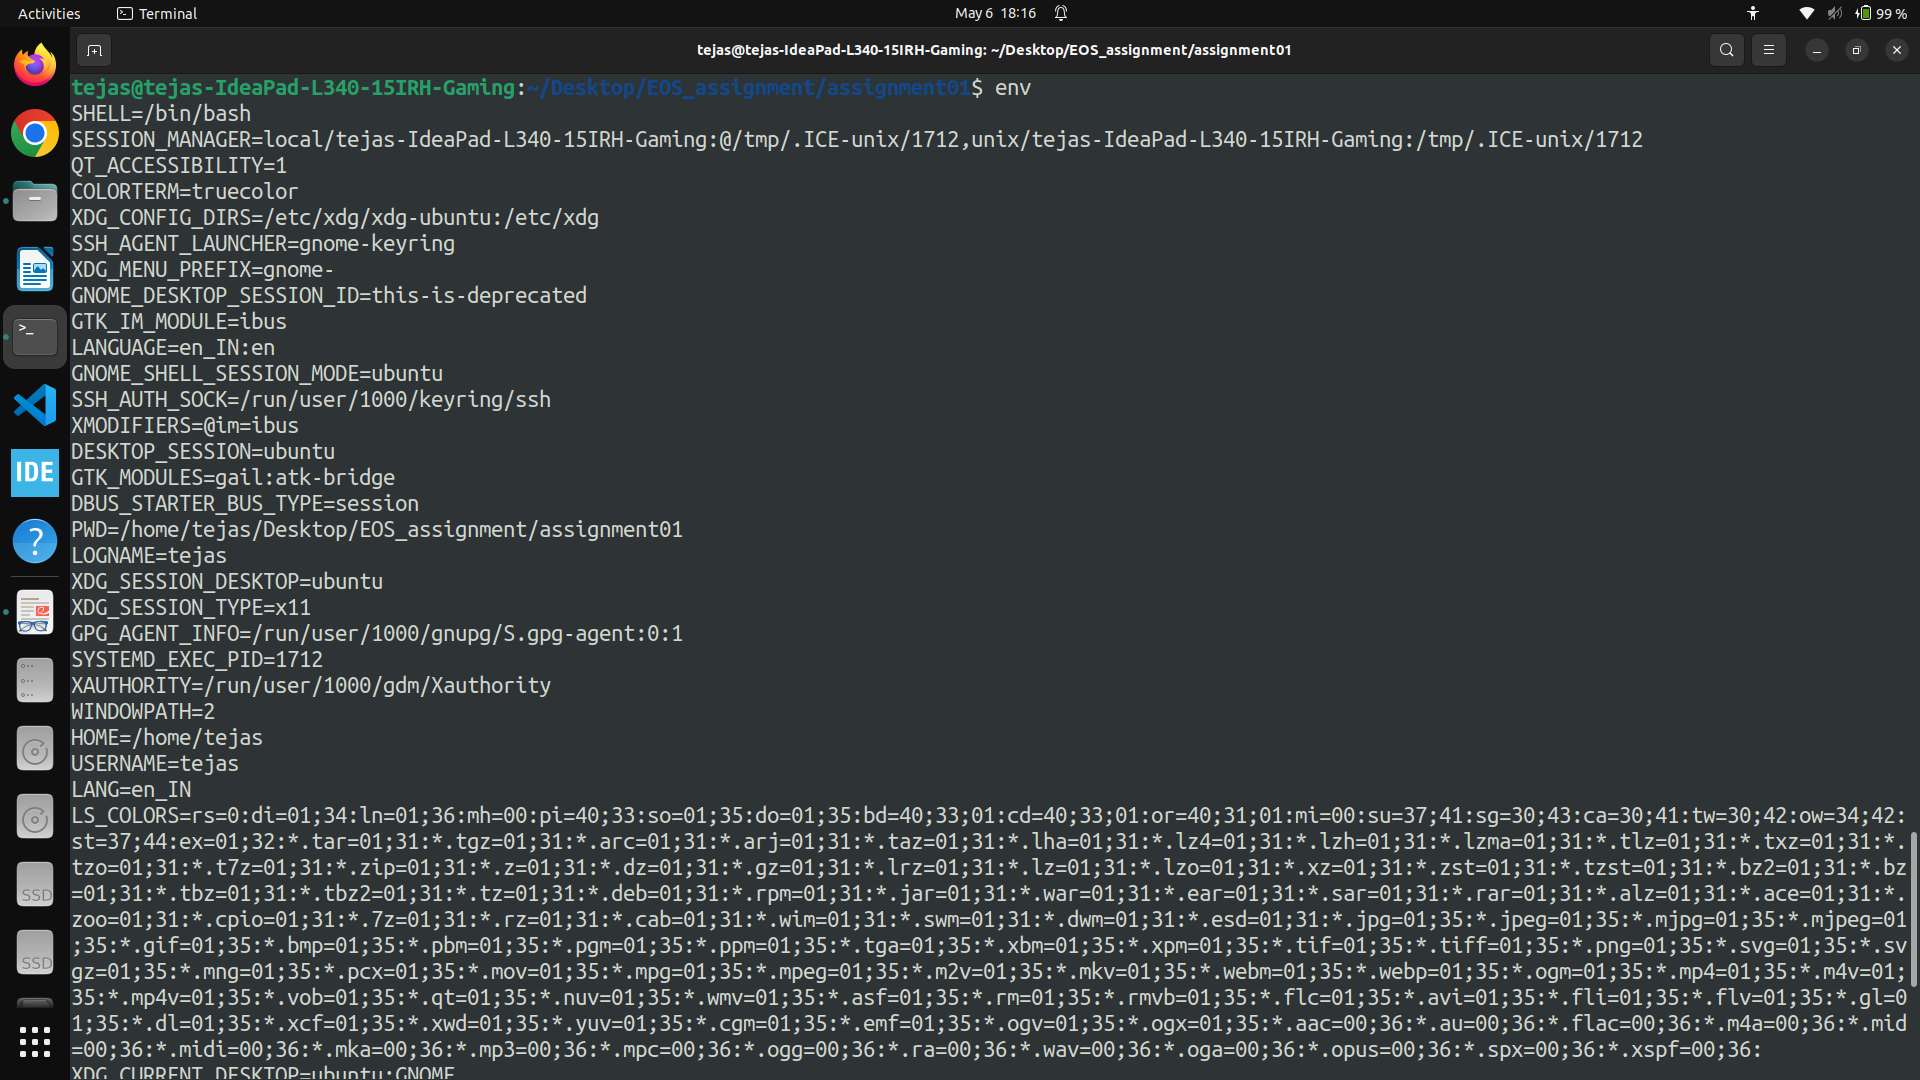 Activities
Terminal
May 6 18:16
99 %
tejas@tejas-IdeaPad-L340-15IRH-Gaming: ~/Desktop/EOS_assignment/assignment01
tejas@tejas-IdeaPad-L340-15IRH-Gaming:~/Desktop/EOS_assignment/assignment01$ env
SHELL=/bin/bash
SESSION_MANAGER=local/tejas-IdeaPad-L340-15IRH-Gaming:@/tmp/.ICE-unix/1712,unix/tejas-IdeaPad-L340-15IRH-Gaming:/tmp/.ICE-unix/1712
QT_ACCESSIBILITY=1
COLORTERM=truecolor
XDG_CONFIG_DIRS=/etc/xdg/xdg-ubuntu:/etc/xdg
SSH_AGENT_LAUNCHER=gnome-keyring
XDG_MENU_PREFIX=gnome-
GNOME_DESKTOP_SESSION_ID=this-is-deprecated
GTK_IM_MODULE=ibus
LANGUAGE=en_IN:en
GNOME_SHELL_SESSION_MODE=ubuntu
SSH_AUTH_SOCK=/run/user/1000/keyring/ssh
XMODIFIERS=@im=ibus
DESKTOP_SESSION=ubuntu
GTK_MODULES=gail:atk-bridge
DBUS_STARTER_BUS_TYPE=session
PWD=/home/tejas/Desktop/EOS_assignment/assignment01
LOGNAME=tejas
XDG_SESSION_DESKTOP=ubuntu
XDG_SESSION_TYPE=x11
GPG_AGENT_INFO=/run/user/1000/gnupg/S.gpg-agent:0:1
SYSTEMD_EXEC_PID=1712
XAUTHORITY=/run/user/1000/gdm/Xauthority
WINDOWPATH=2
HOME=/home/tejas
USERNAME=tejas
LANG=en_IN
LS_COLORS=rs=0:di=01;34:ln=01;36:mh=00:pi=40;33:so=01;35:do=01;35:bd=40;33;01:cd=40;33;01:or=40;31;01:mi=00:su=37;41:sg=30;43:ca=30;41:tw=30;42:ow=34;42:
st=37;44:ex=01;32:*.tar=01;31:*.tgz=01;31:*.arc=01;31:*.arj=01;31:*.taz=01;31:*.lha=01;31:*.lz4=01;31:*.lzh=01;31:*.lzma=01;31:*.tlz=01;31:*.txz=01;31:*.
tzo=01;31:*.t7z=01;31:*.zip=01;31:*.z=01;31:*.dz=01;31:*.gz=01;31:*.lrz=01;31:*.lz=01;31:*.lzo=01;31:*.xz=01;31:*.zst=01;31:*.tzst=01;31:*.bz2=01;31:*.bz
=01;31:*.tbz=01;31:*.tbz2=01;31:*.tz=01;31:*.deb=01;31:*.rpm=01;31:*.jar=01;31:*.war=01;31:*.ear=01;31:*.sar=01;31:*.rar=01;31:*.alz=01;31:*.ace=01;31:*.
zoo=01;31:*.cpio=01;31:*.7z=01;31:*.rz=01;31:*.cab=01;31:*.wim=01;31:*.swm=01;31:*.dwm=01;31:*.esd=01;31:*.jpg=01;35:*.jpeg=01;35:*.mjpg=01;35:*.mjpeg=01
;35:*.gif=01;35:*.bmp=01;35:*.pbm=01;35:*.pgm=01;35:*.ppm=01;35:*.tga=01;35:*.xbm=01;35:*.xpm=01;35:*.tif=01;35:*.tiff=01;35:*.png=01;35:*.svg=01;35:*.sv
gz=01;35:*.mng=01;35:*.pcx=01;35:*.mov=01;35:*.mpg=01;35:*.mpeg=01;35:*.m2v=01;35:*.mkv=01;35:*.webm=01;35:*.webp=01;35:*.ogm=01;35:*.mp4=01;35:*.m4v=01;
35:*.mp4v=01;35:*.vob=01;35:*.qt=01;35:*.nuv=01;35:*.wmv=01;35:*.asf=01;35:*.rm=01;35:*.rmvb=01;35:*.flc=01;35:*.avi=01;35:*.fli=01;35:*.flv=01;35:*.gl=0
1;35:*.dl=01;35:*.xcf=01;35:*.xwd=01;35:*.yuv=01;35:*.cgm=01;35:*.emf=01;35:*.ogv=01;35:*.ogx=01;35:*.aac=00;36:*.au=00;36:*.flac=00;36:*.m4a=00;36:*.mid
=00;36:*.midi=00;36:*.mka=00;36:*.mp3=00;36:*.mpc=00;36:*.ogg=00;36:*.ra=00;36:*.wav=00;36:*.oga=00;36:*.opus=00;36:*.spx=00;36:*.xspf=00;36:
XDG_CURRENT_DESKTOP=ubuntu:GNOME
>_
IDE
?
SSD
SSD